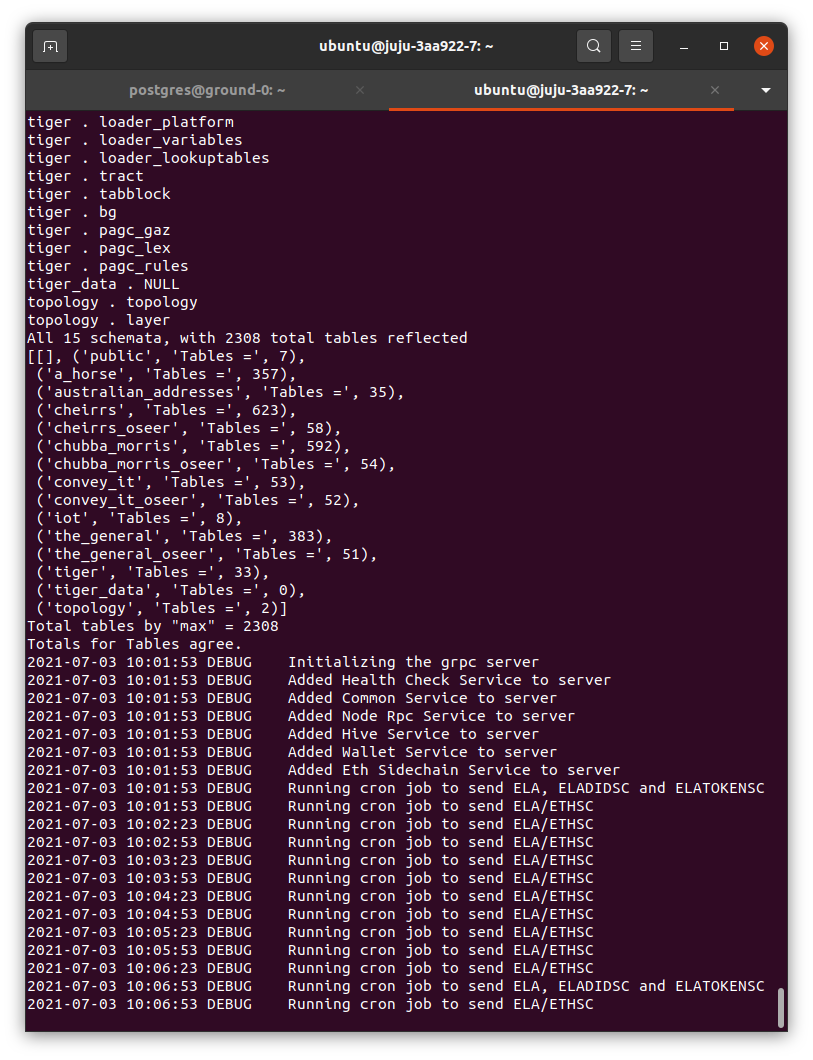 ubuntu@juju-3aa922-7: ~
postgres@ground-0: ~
ubuntu@juju-3aa922-7: ~
tiger . loader_platform
tiger . loader_variables
tiger . loader_lookuptables
tiger . tract
tiger . tabblock
tiger . bg
tiger . pagc_gaz
tiger . pagc_lex
tiger . pagc_rules
tiger_data . NULL
topology . topology
topology . layer
All 15 schemata, with 2308 total tables reflected
[[], ('public', 'Tables =', 7),
 ('a_horse', 'Tables =', 357),
 ('australian_addresses', 'Tables =', 35),
 ('cheirrs', 'Tables =', 623),
 ('cheirrs_oseer', 'Tables =', 58),
 ('chubba_morris', 'Tables =', 592),
 ('chubba_morris_oseer', 'Tables =', 54),
 ('convey_it', 'Tables =', 53),
 ('convey_it_oseer', 'Tables =', 52),
 ('iot', 'Tables =', 8),
 ('the_general', 'Tables =', 383),
 ('the_general_oseer', 'Tables =', 51),
 ('tiger', 'Tables =', 33),
 ('tiger_data', 'Tables =', 0),
 ('topology', 'Tables =', 2)]
Total tables by "max" = 2308
Totals for Tables agree.
2021-07-03 10:01:53 DEBUG    Initializing the grpc server
2021-07-03 10:01:53 DEBUG    Added Health Check Service to server
2021-07-03 10:01:53 DEBUG    Added Common Service to server
2021-07-03 10:01:53 DEBUG    Added Node Rpc Service to server
2021-07-03 10:01:53 DEBUG    Added Hive Service to server
2021-07-03 10:01:53 DEBUG    Added Wallet Service to server
2021-07-03 10:01:53 DEBUG    Added Eth Sidechain Service to server
2021-07-03 10:01:53 DEBUG    Running cron job to send ELA, ELADIDSC and ELATOKENSC
2021-07-03 10:01:53 DEBUG    Running cron job to send ELA/ETHSC
2021-07-03 10:02:23 DEBUG    Running cron job to send ELA/ETHSC
2021-07-03 10:02:53 DEBUG    Running cron job to send ELA/ETHSC
2021-07-03 10:03:23 DEBUG    Running cron job to send ELA/ETHSC
2021-07-03 10:03:53 DEBUG    Running cron job to send ELA/ETHSC
2021-07-03 10:04:23 DEBUG    Running cron job to send ELA/ETHSC
2021-07-03 10:04:53 DEBUG    Running cron job to send ELA/ETHSC
2021-07-03 10:05:23 DEBUG    Running cron job to send ELA/ETHSC
2021-07-03 10:05:53 DEBUG    Running cron job to send ELA/ETHSC
2021-07-03 10:06:23 DEBUG    Running cron job to send ELA/ETHSC
2021-07-03 10:06:53 DEBUG    Running cron job to send ELA, ELADIDSC and ELATOKENSC
2021-07-03 10:06:53 DEBUG    Running cron job to send ELA/ETHSC